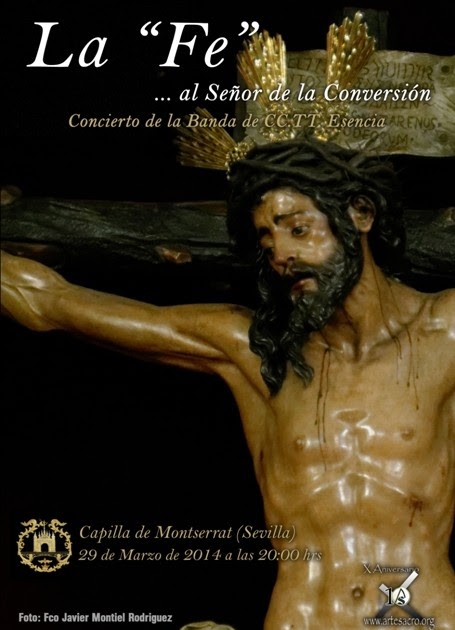 La “Fe”
... al Señor de la Conversión
Concierto de la Banda de CC.TT. Esencia
Capilla de Montserrat (Sevilla)
29 de Marzo de 2014 a las 20:00 hrs
X Aniversario
www.artesacro.org
Foto: Fco Javier Montiel Rodriguez